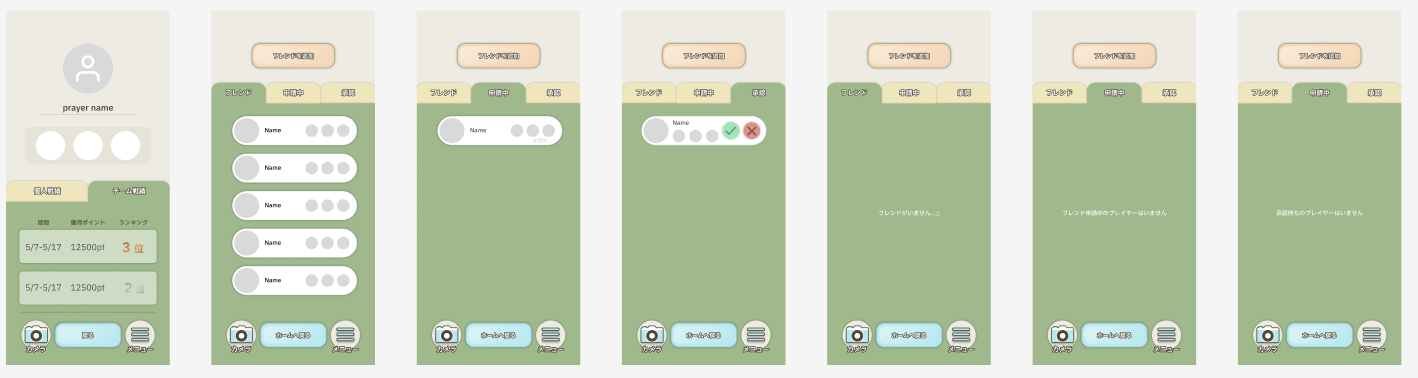 prayer name
個人戦績
チーム戦績
期間 獲得ポイント ランキング
5/7-5/17 12500pt 3 位
5/7-5/17 12500pt 2 位
カメラ
戻る
メニュー
フレンドを追加
フレンド
申請中
承認
Name
Name
Name
Name
Name
カメラ
ホームへ戻る
メニュー
フレンドを追加
フレンド
申請中
承認
Name
申請中
カメラ
ホームへ戻る
メニュー
フレンドを追加
フレンド
申請中
承認
Name
カメラ
ホームへ戻る
メニュー
フレンドを追加
フレンド
申請中
承認
フレンドがいません...;;
カメラ
ホームへ戻る
メニュー
フレンドを追加
フレンド
申請中
承認
フレンド申請中のプレイヤーはいません
カメラ
ホームへ戻る
メニュー
フレンドを追加
フレンド
申請中
承認
承認待ちのプレイヤーはいません
カメラ
ホームへ戻る
メニュー